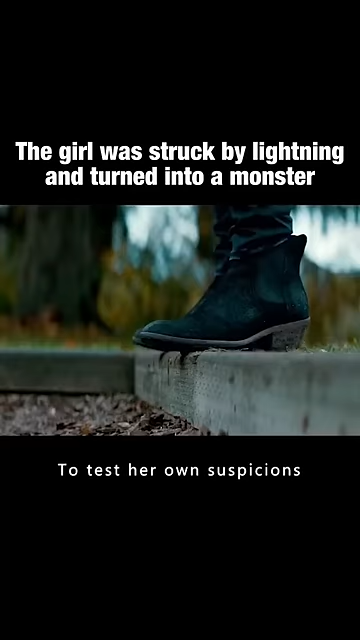 The girl was struck by lightning
and turned into a monster
To test her own suspicions